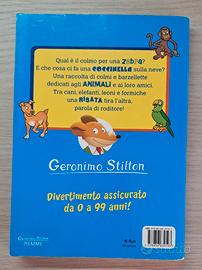 Qual è il colmo per una ZEBRA?
E che cosa ci fa una COCCINELLA sulla neve?
Una raccolta di colmi e barzellette
dedicati agli ANIMALI e ai loro amici.
Tra cani, elefanti, leoni e formiche
una RISATA tira l'altra,
parola di roditore!
Geronimo Stilton
Divertimento assicurato
da 0 a 99 anni!
Geronimo Stilton
PIEMME